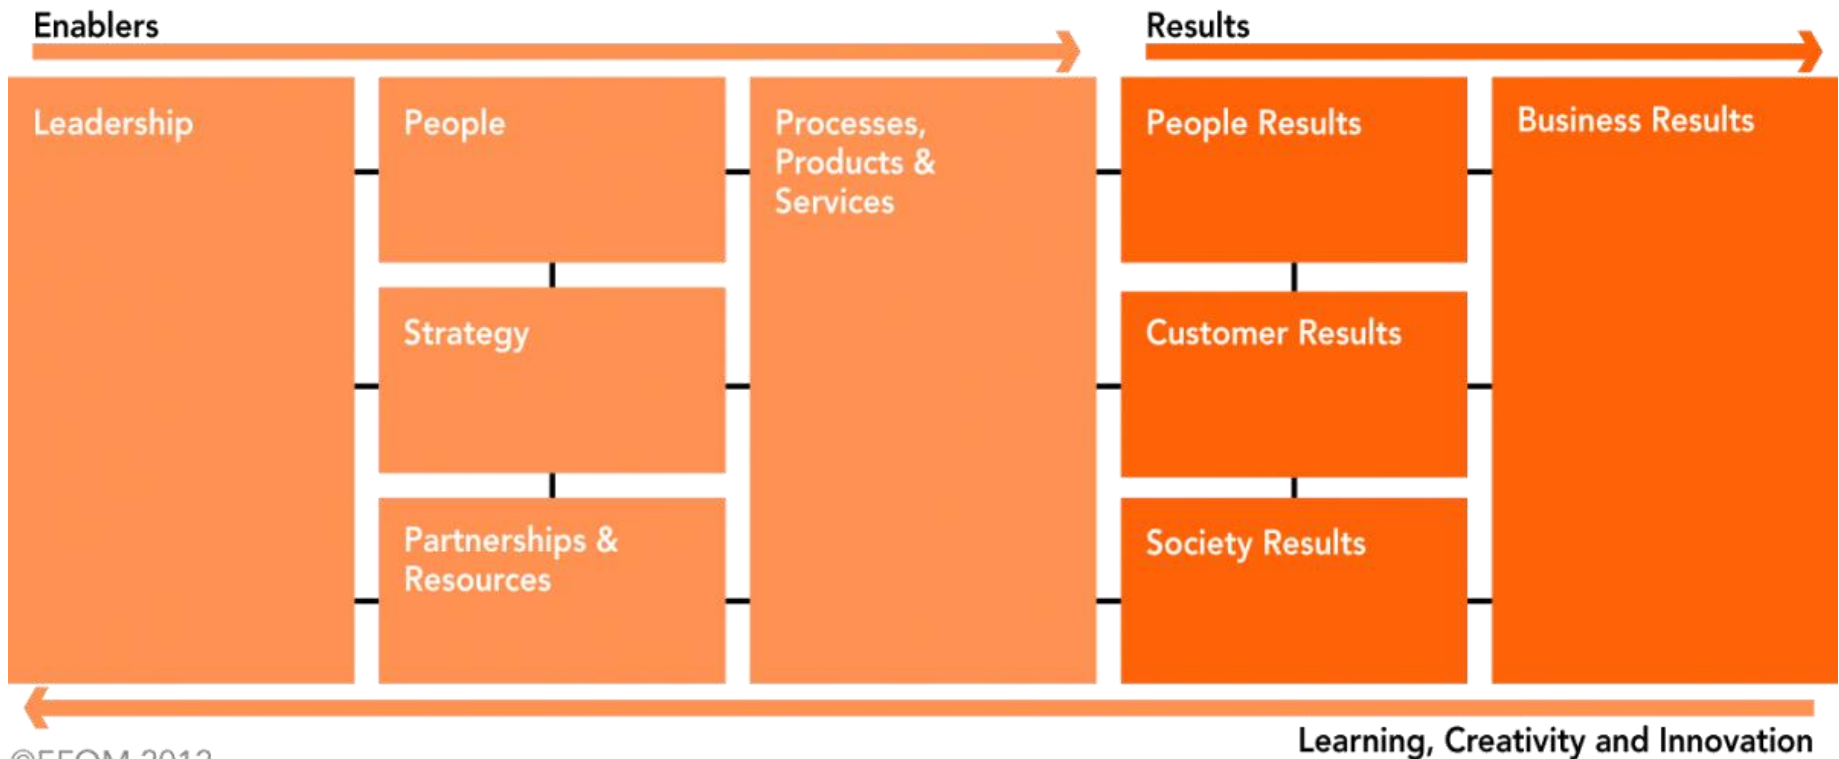 Enablers
Results
Leadership
People
Processes,
Products &
Services
People Results
Business Results
Strategy
Customer Results
Partnerships &
Resources
Society Results
Learning, Creativity and Innovation